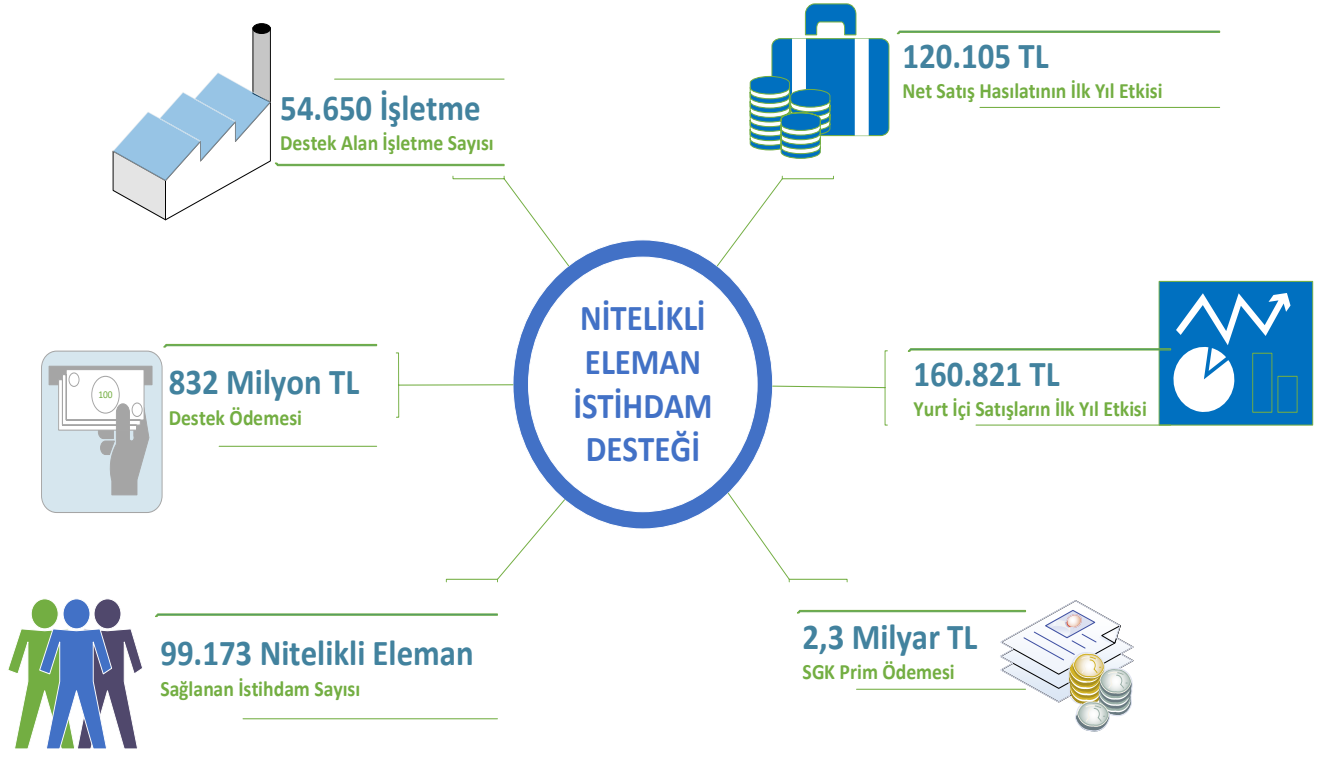 54.650 İşletme
Destek Alan İşletme Sayısı
120.105 TL
Net Satış Hasılatının İlk Yıl Etkisi
NİTELİKLİ
ELEMAN
İSTİHDAM
DESTEĞİ
100
832 Milyon TL
Destek Ödemesi
160.821 TL
Yurt İçi Satışların İlk Yıl Etkisi
99.173 Nitelikli Eleman
Sağlanan İstihdam Sayısı
2,3 Milyar TL
SGK Prim Ödemesi